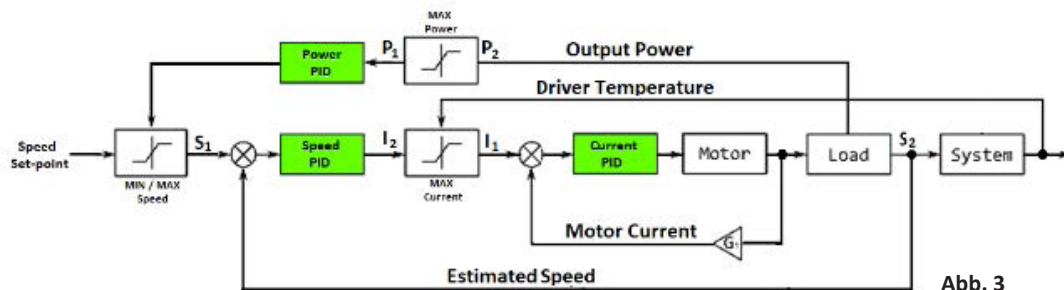 MAX
Power
P1
P2
Output Power
Power
PID
Driver Temperature
Speed
Set-point
S1
Speed
PID
I2
I1
Current
PID
Motor
Load
S2
System
MIN / MAX
Speed
MAX
Current
Motor Current
G
Estimated Speed
Abb. 3